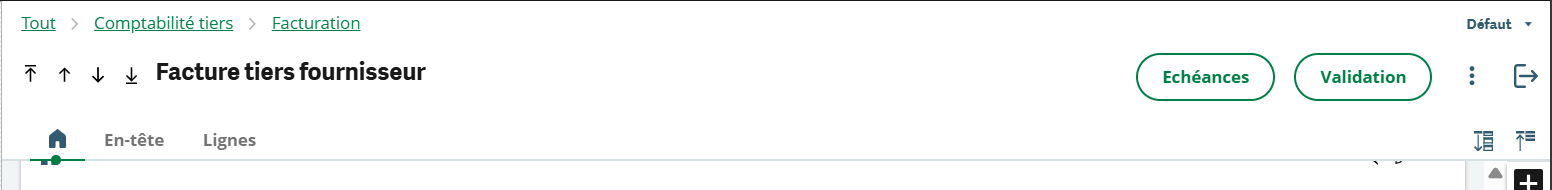 Tout > Comptabilité tiers > Facturation
Défaut
Facture tiers fournisseur
Echéances
Validation
En-tête
Lignes